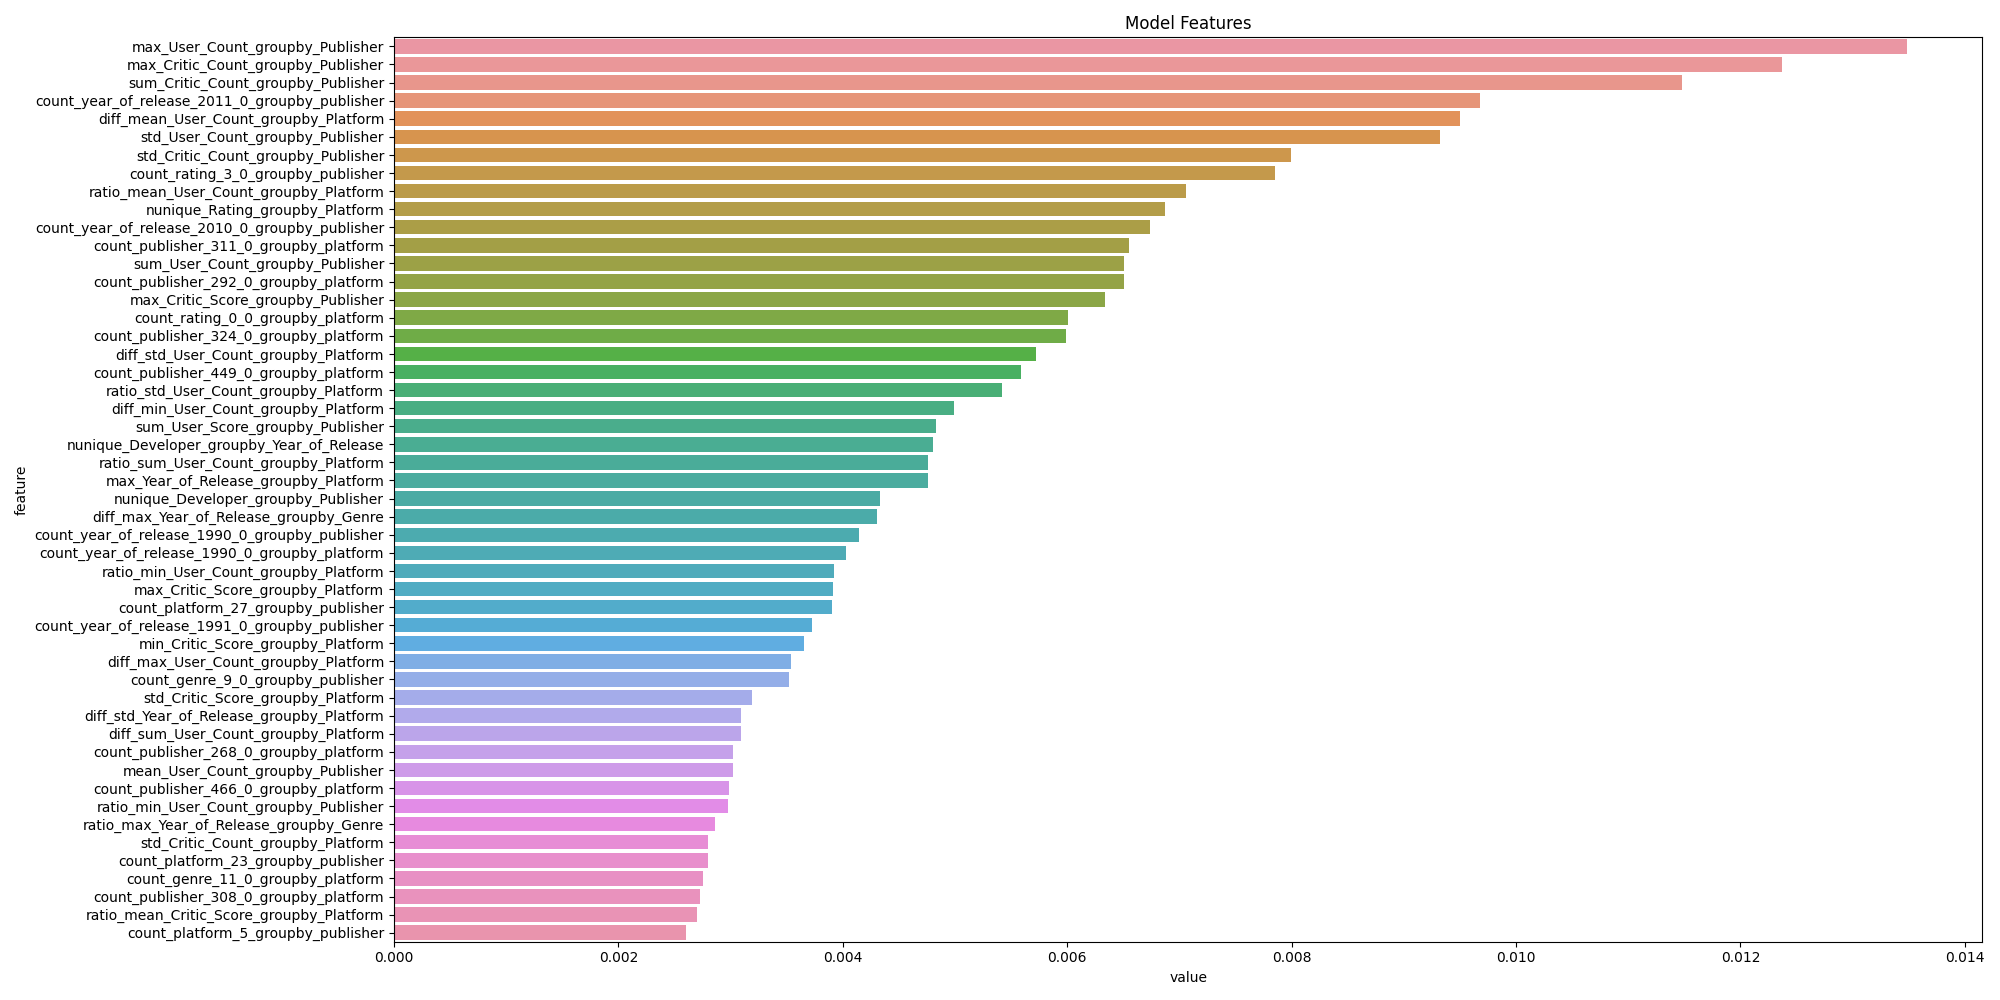 Model Features
max_User_Count_groupby_Publisher
max_Critic_Count_groupby_Publisher
sum_Critic_Count_groupby_Publisher
count_year_of_release_2011_0_groupby_publisher
diff_mean_User_Count_groupby_Platform
std_User_Count_groupby_Publisher
std_Critic_Count_groupby_Publisher
count_rating_3_0_groupby_publisher
ratio_mean_User_Count_groupby_Platform
nunique_Rating_groupby_Platform
count_year_of_release_2010_0_groupby_publisher
count_publisher_311_0_groupby_platform
sum_User_Count_groupby_Publisher
count_publisher_292_0_groupby_platform
max_Critic_Score_groupby_Publisher
count_rating_0_0_groupby_platform
count_publisher_324_0_groupby_platform
diff_std_User_Count_groupby_Platform
count_publisher_449_0_groupby_platform
ratio_std_User_Count_groupby_Platform
diff_min_User_Count_groupby_Platform
sum_User_Score_groupby_Publisher
nunique_Developer_groupby_Year_of_Release
ratio_sum_User_Count_groupby_Platform
max_Year_of_Release_groupby_Platform
nunique_Developer_groupby_Publisher
diff_max_Year_of_Release_groupby_Genre
count_year_of_release_1990_0_groupby_publisher
count_year_of_release_1990_0_groupby_platform
ratio_min_User_Count_groupby_Platform
max_Critic_Score_groupby_Platform
count_platform_27_groupby_publisher
count_year_of_release_1991_0_groupby_publisher
min_Critic_Score_groupby_Platform
diff_max_User_Count_groupby_Platform
count_genre_9_0_groupby_publisher
std_Critic_Score_groupby_Platform
diff_std_Year_of_Release_groupby_Platform
diff_sum_User_Count_groupby_Platform
count_publisher_268_0_groupby_platform
mean_User_Count_groupby_Publisher
count_publisher_466_0_groupby_platform
ratio_min_User_Count_groupby_Publisher
ratio_max_Year_of_Release_groupby_Genre
std_Critic_Count_groupby_Platform
count_platform_23_groupby_publisher
count_genre_11_0_groupby_platform
count_publisher_308_0_groupby_platform
ratio_mean_Critic_Score_groupby_Platform
count_platform_5_groupby_publisher
feature
0.000 0.002 0.004 0.006 0.008 0.010 0.012 0.014
value